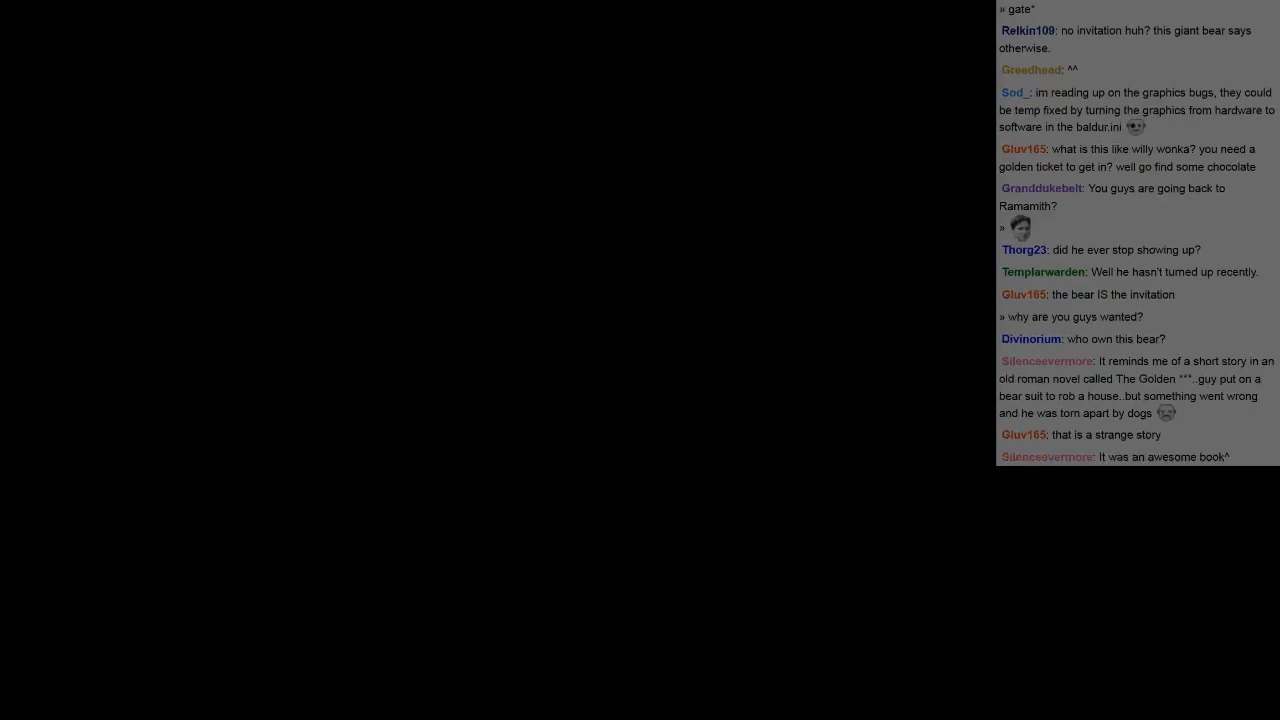 » gate*
Relkin109: no invitation huh? this giant bear says
otherwise.
Greedhead: ^^
Sod_: im reading up on the graphics bugs, they could
be temp fixed by turning the graphics from hardware to
software in the baldur.ini
Gluv165: what is this like willy wonka? you need a
golden ticket to get in? well go find some chocolate
Granddukebelt: You guys are going back to
Ramamith?
»
Thorg23: did he ever stop showing up?
Templarwarden: Well he hasn't turned up recently.
Gluv165: the bear IS the invitation
» why are you guys wanted?
Divinorium: who own this bear?
Silenceevermore: It reminds me of a short story in an
old roman novel called The Golden ***..guy put on a
bear suit to rob a house..but something went wrong
and he was torn apart by dogs
Gluv165: that is a strange story
Silenceevermore: It was an awesome book^